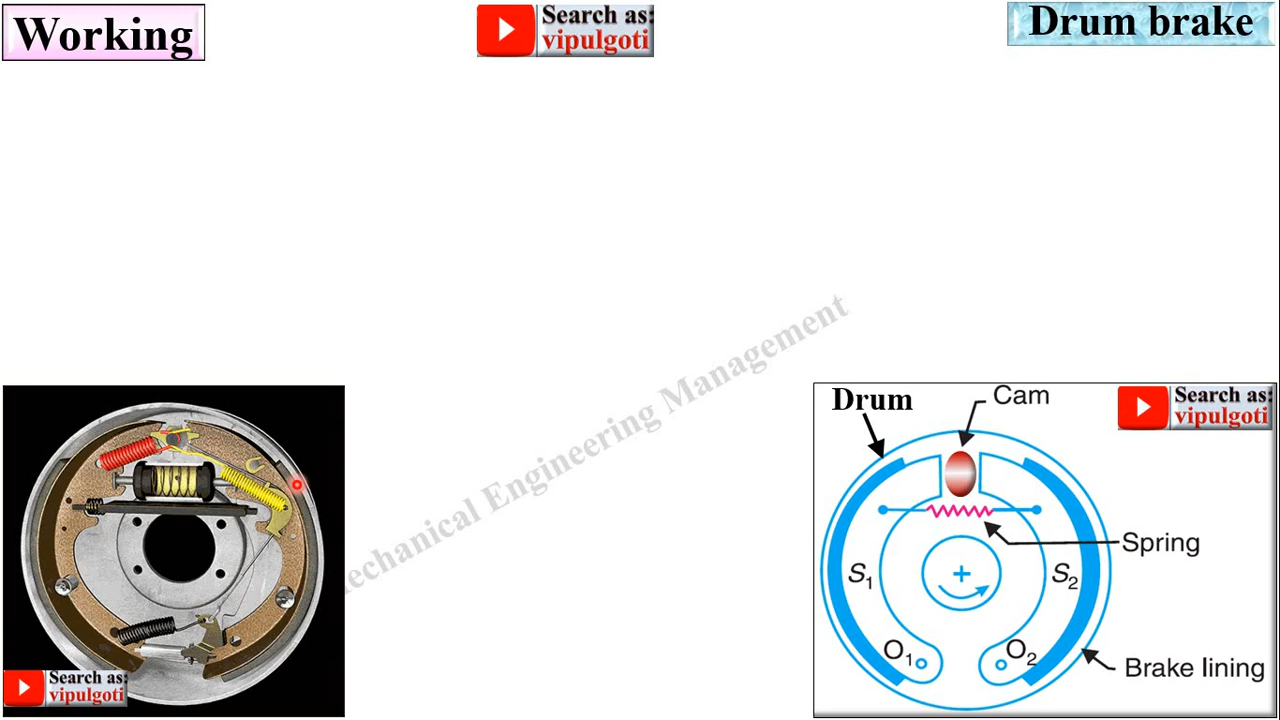 Working
Search as:
vipulgoti
Drum brake
Mechanical Engineering Management
Drum
Cam
Search as:
vipulgoti
Spring
S1
S2
O1
O2
Brake lining
Search as:
vipulgoti